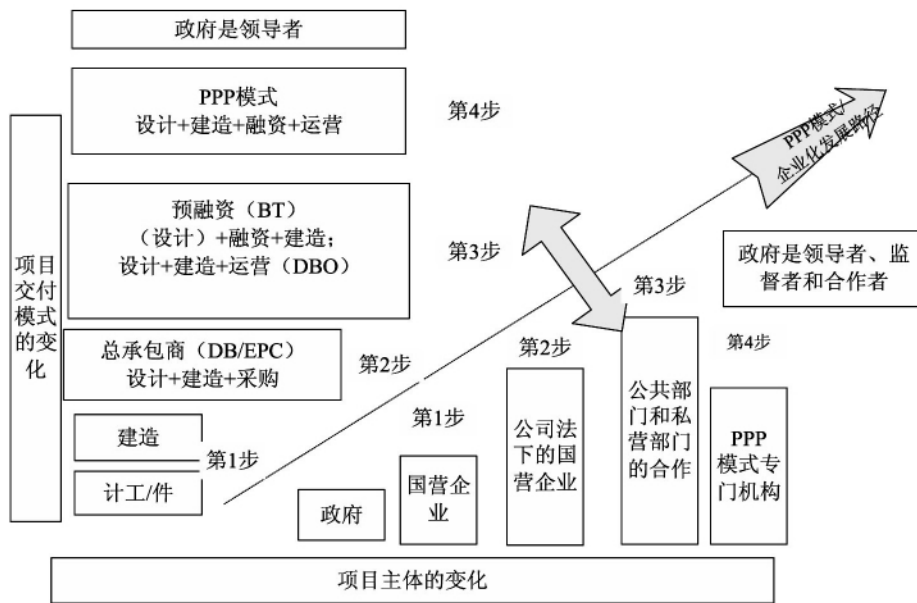 政府是领导者
PPP模式
设计+建造+融资+运营
第4步
PPP模式/
企业化发展路径
预融资（BT）
（设计）+融资+建造；
设计+建造+运营（DBO）
第3步
项目
交付
模式
的变
化
总承包商（DB/EPC）
设计+建造+采购
第2步
建造
计工/件
第1步
政府
第1步
国营企
业
第2步
公司法
下的国
营企业
第3步
公共部
门和私
营部门
的合作
政府是领导者、监
督者和合作者
第4步
PPP
模式专
门机构
项目主体的变化